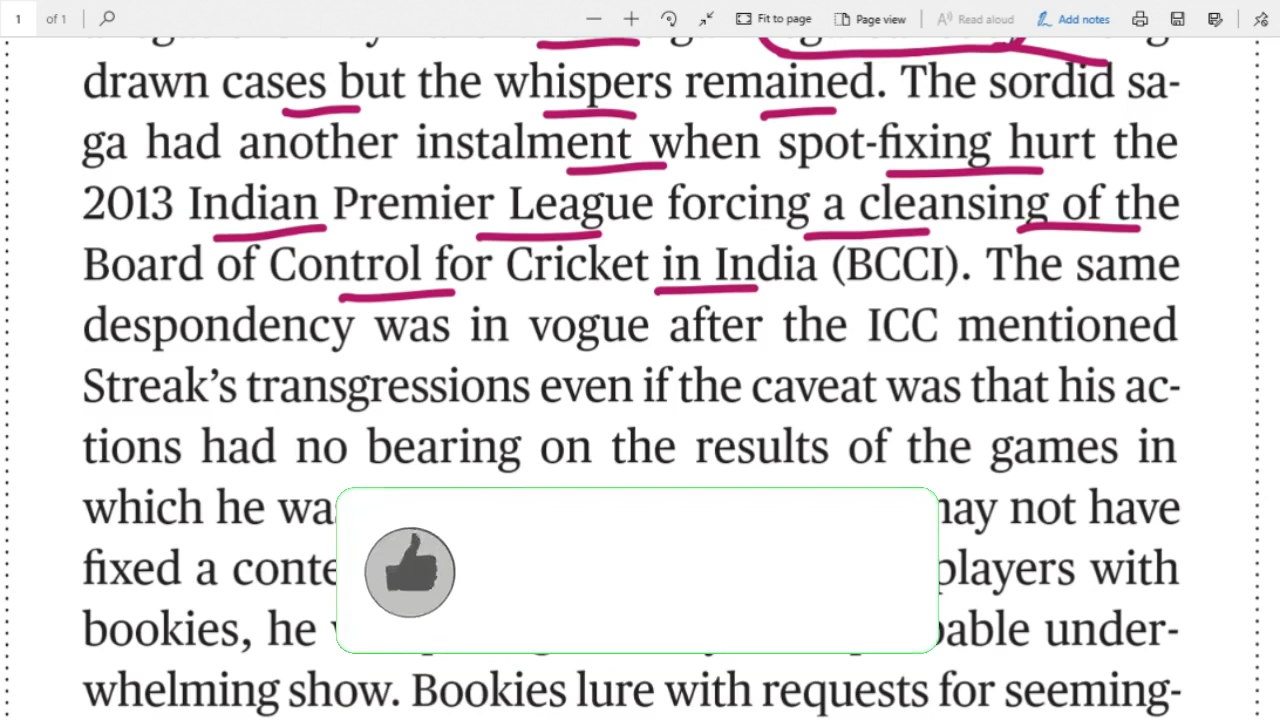 1 of 1 Fit to page Page view Read aloud Add notes
drawn cases but the whispers remained. The sordid sa-
ga had another instalment when spot-fixing hurt the
2013 Indian Premier League forcing a cleansing of the
Board of Control for Cricket in India (BCCI). The same
despondency was in vogue after the ICC mentioned
Streak’s transgressions even if the caveat was that his ac-
tions had no bearing on the results of the games in
which he may not have
fixed a players with
bookies, he under-
whelming show. Bookies lure with requests for seeming-